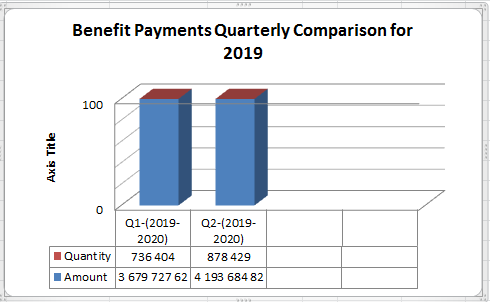 Benefit Payments Quarterly Comparison for
2019
100
Axis Title
0
Q1-(2019-
2020)
Q2-(2019-
2020)
Quantity 736 404 878 429
Amount 3 679 727 62 4 193 684 82